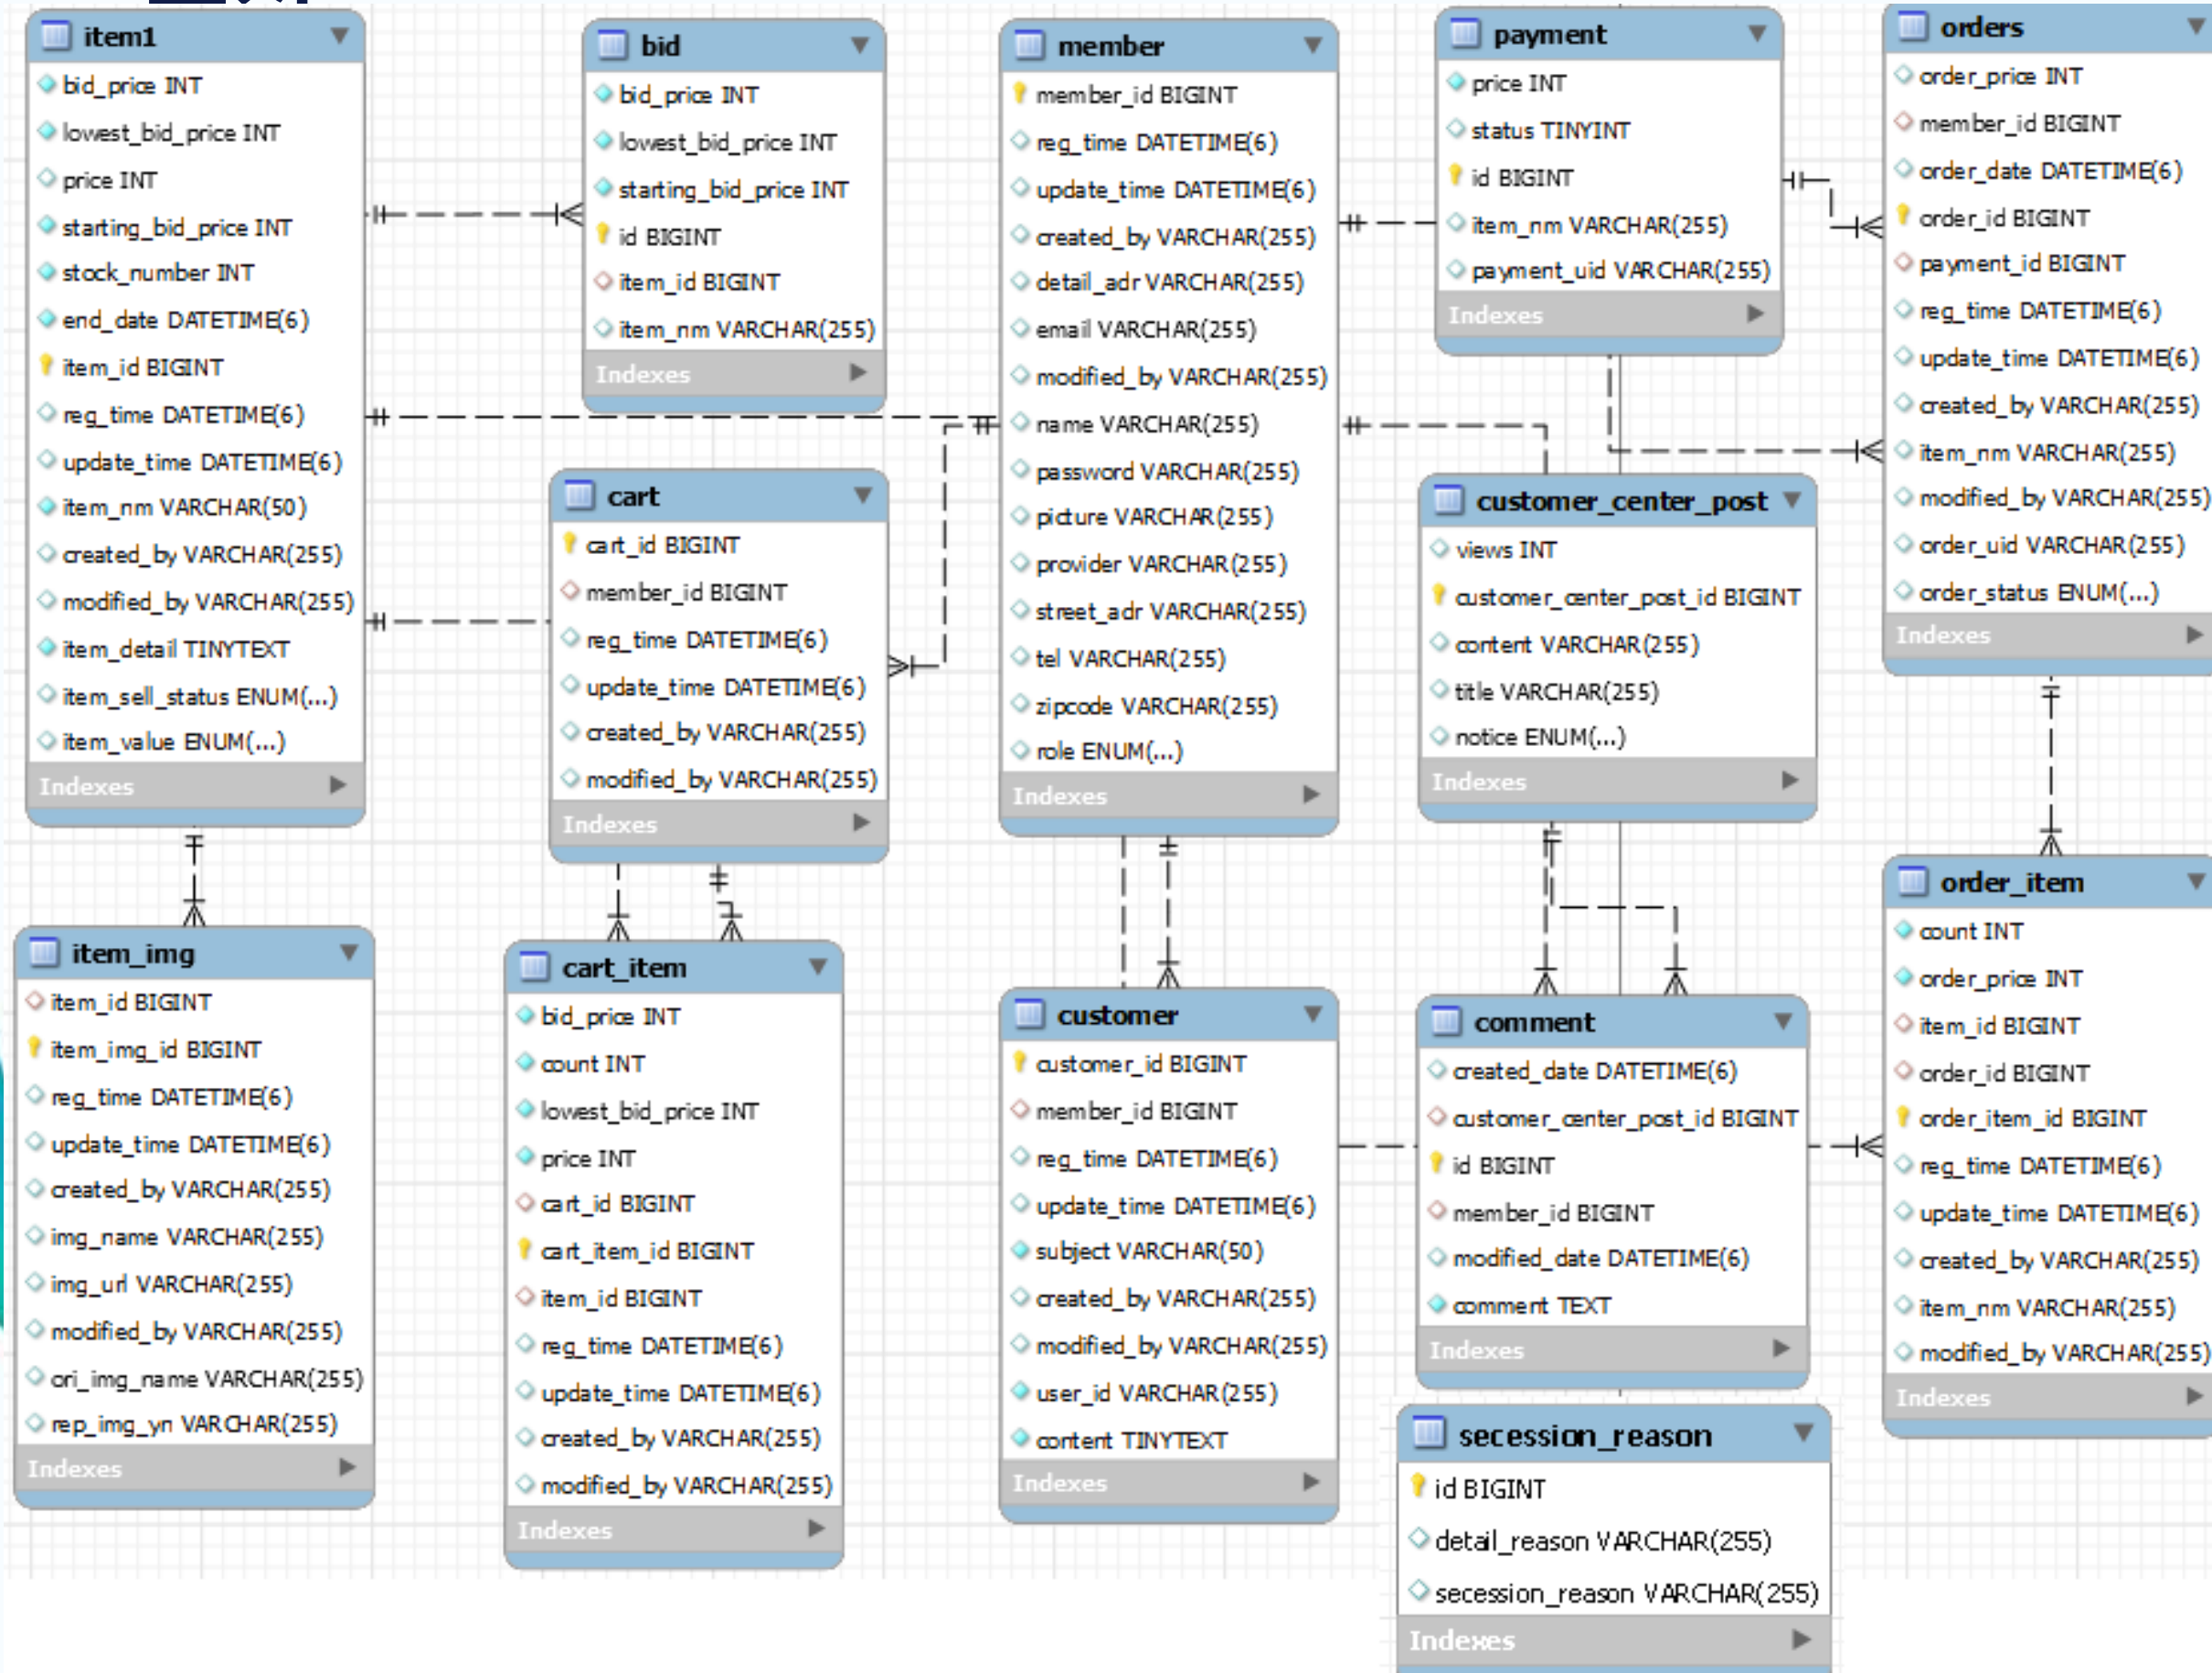 item1
bid_price INT
lowest_bid_price INT
price INT
starting_bid_price INT
stock_number INT
end_date DATETIME(6)
item_id BIGINT
reg_time DATETIME(6)
update_time DATETIME(6)
item_nm VARCHAR(50)
created_by VARCHAR(255)
modified_by VARCHAR(255)
item_detail TINYTEXT
item_sell_status ENUM(...)
item_value ENUM(...)
Indexes
bid
bid_price INT
lowest_bid_price INT
starting_bid_price INT
id BIGINT
item_id BIGINT
item_nm VARCHAR(255)
Indexes
member
member_id BIGINT
reg_time DATETIME(6)
update_time DATETIME(6)
created_by VARCHAR(255)
detail_adr VARCHAR(255)
email VARCHAR(255)
modified_by VARCHAR(255)
name VARCHAR(255)
password VARCHAR(255)
picture VARCHAR(255)
provider VARCHAR(255)
street_adr VARCHAR(255)
tel VARCHAR(255)
zipcode VARCHAR(255)
role ENUM(...)
Indexes
payment
price INT
status TINYINT
id BIGINT
item_nm VARCHAR(255)
payment_uid VARCHAR(255)
Indexes
orders
order_price INT
member_id BIGINT
order_date DATETIME(6)
order_id BIGINT
payment_id BIGINT
reg_time DATETIME(6)
update_time DATETIME(6)
created_by VARCHAR(255)
item_nm VARCHAR(255)
modified_by VARCHAR(255)
order_uid VARCHAR(255)
order_status ENUM(...)
Indexes
cart
cart_id BIGINT
member_id BIGINT
reg_time DATETIME(6)
update_time DATETIME(6)
created_by VARCHAR(255)
modified_by VARCHAR(255)
Indexes
customer_center_post
views INT
customer_center_post_id BIGINT
content VARCHAR(255)
title VARCHAR(255)
notice ENUM(...)
Indexes
item_img
item_id BIGINT
item_img_id BIGINT
reg_time DATETIME(6)
update_time DATETIME(6)
created_by VARCHAR(255)
img_name VARCHAR(255)
img_url VARCHAR(255)
modified_by VARCHAR(255)
ori_img_name VARCHAR(255)
rep_img_yn VARCHAR(255)
Indexes
cart_item
bid_price INT
count INT
lowest_bid_price INT
price INT
cart_id BIGINT
cart_item_id BIGINT
item_id BIGINT
reg_time DATETIME(6)
update_time DATETIME(6)
created_by VARCHAR(255)
modified_by VARCHAR(255)
Indexes
customer
customer_id BIGINT
member_id BIGINT
reg_time DATETIME(6)
update_time DATETIME(6)
subject VARCHAR(50)
created_by VARCHAR(255)
modified_by VARCHAR(255)
user_id VARCHAR(255)
content TINYTEXT
Indexes
comment
created_date DATETIME(6)
customer_center_post_id BIGINT
id BIGINT
member_id BIGINT
modified_date DATETIME(6)
comment TEXT
Indexes
order_item
count INT
order_price INT
item_id BIGINT
order_id BIGINT
order_item_id BIGINT
reg_time DATETIME(6)
update_time DATETIME(6)
created_by VARCHAR(255)
item_nm VARCHAR(255)
modified_by VARCHAR(255)
Indexes
secession_reason
id BIGINT
detail_reason VARCHAR(255)
secession_reason VARCHAR(255)
Indexes